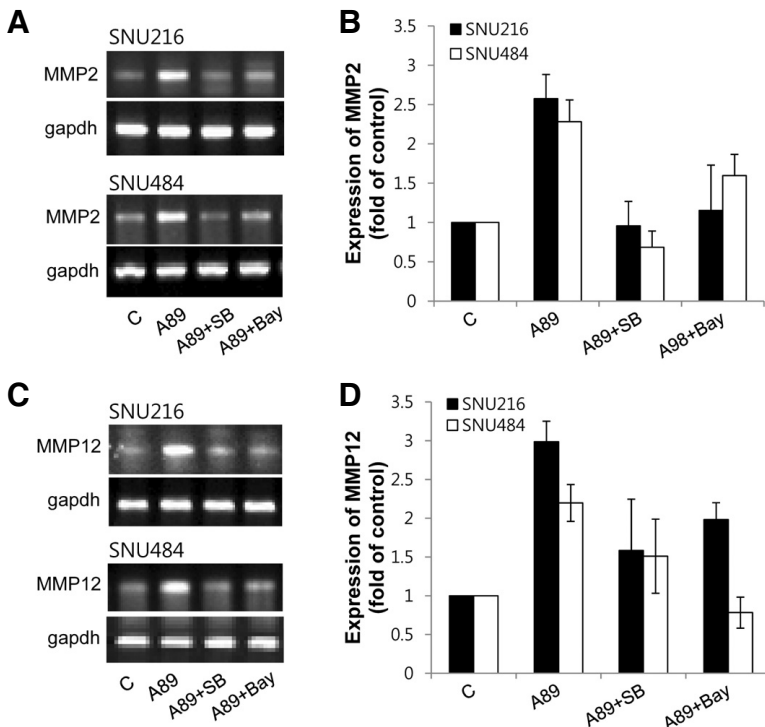 A
SNU216
MMP2
gapdh
SNU484
MMP2
gapdh
C A89 A89+SB A89+Bay
B
Expression of MMP2
(fold of control)
3.5
3
2.5
2
1.5
1
0.5
0
SNU216
SNU484
C A89 A89+SB A98+Bay
C
SNU216
MMP12
gapdh
SNU484
MMP12
gapdh
C A89 A89+SB A89+Bay
D
Expression of MMP12
(fold of control)
3.5
3
2.5
2
1.5
1
0.5
0
SNU216
SNU484
C A89 A89+SB A89+Bay